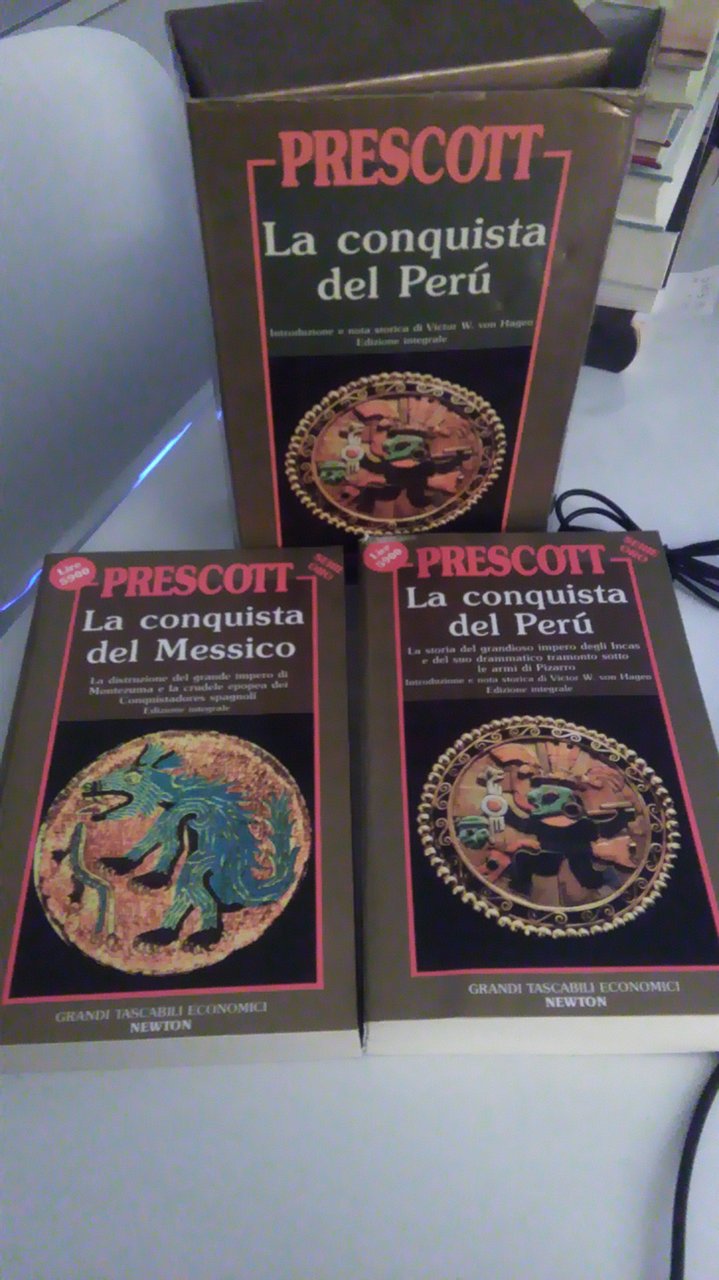 PRESCOTT
La conquista
del Perú
Introduzione e nota storica di Victor W. von Hagen
Edizione integrale
Lire
5900
PRESCOTT
SERIE
ORO
La conquista
del Messico
La distruzione del grande impero di
Montezuma e la crudele epopea dei
Conquistadores spagnoli
Edizione integrale
GRANDI TASCABILI ECONOMICI
NEWTON
Lire
5900
PRESCOTT
SERIE
ORO
La conquista
del Perú
La storia del grandioso impero degli Incas
e del suo drammatico tramonto sotto
le armi di Pizarro
Introduzione e nota storica di Victor W. von Hagen
Edizione integrale
GRANDI TASCABILI ECONOMICI
NEWTON